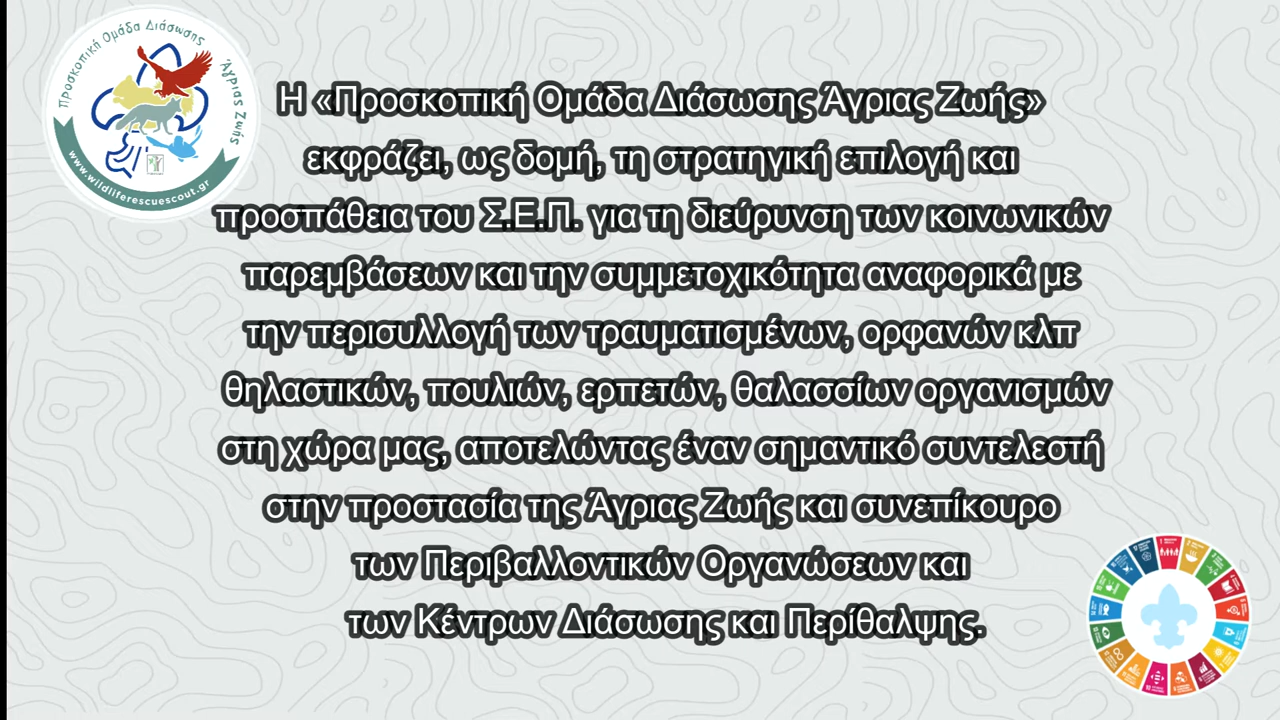 Προσκοπική Ομάδα Διάσωσης Άγριας Ζωής
www.wildliferescuescout.gr
Η «Προσκοπική Ομάδα Διάσωσης Άγριας Ζωής»
εκφράζει, ως δομή, τη στρατηγική επιλογή και
προσπάθεια του Σ.Ε.Π. για τη διεύρυνση των κοινωνικών
παρεμβάσεων και την συμμετοχικότητα αναφορικά με
την περισυλλογή των τραυματισμένων, ορφανών κλπ
θηλαστικών, πουλιών, ερπετών, θαλασσίων οργανισμών
στη χώρα μας, αποτελώντας έναν σημαντικό συντελεστή
στην προστασία της Άγριας Ζωής και συνεπίκουρο
των Περιβαλλοντικών Οργανώσεων και
των Κέντρων Διάσωσης και Περίθαλψης.